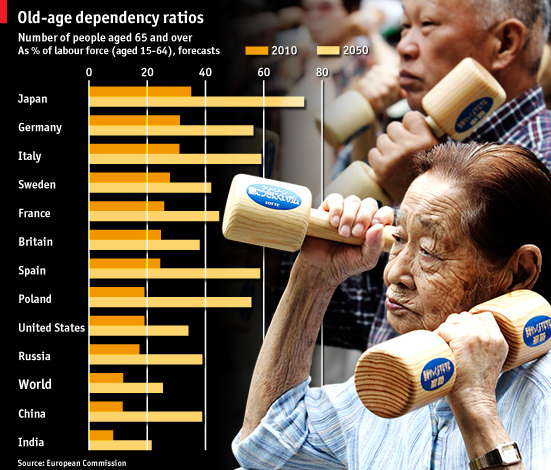 Old-age dependency ratios
Number of people aged 65 and over
As % of labour force (aged 15-64), forecasts
2010
2050
0 20 40 60 80
Japan
Germany
Italy
Sweden
France
Britain
Spain
Poland
United States
Russia
World
China
India
Source: European Commission